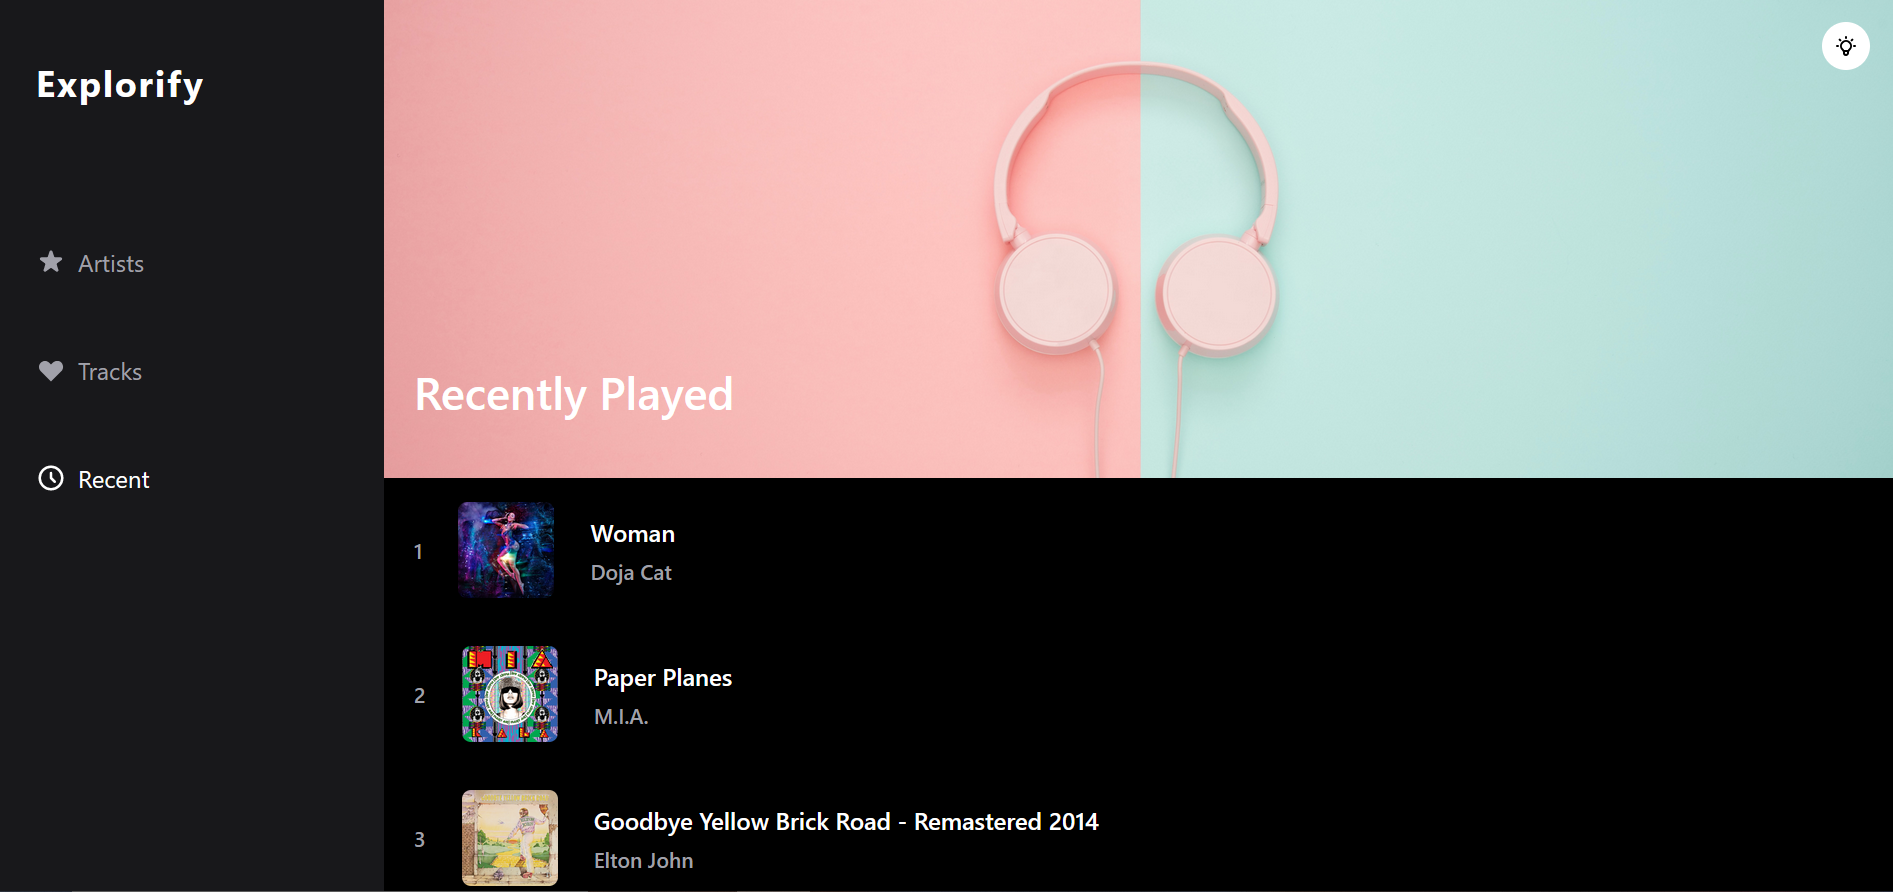 Explorify
Artists
Tracks
Recent
Recently Played
1
Woman
Doja Cat
2
Paper Planes
M.I.A.
3
Goodbye Yellow Brick Road - Remastered 2014
Elton John